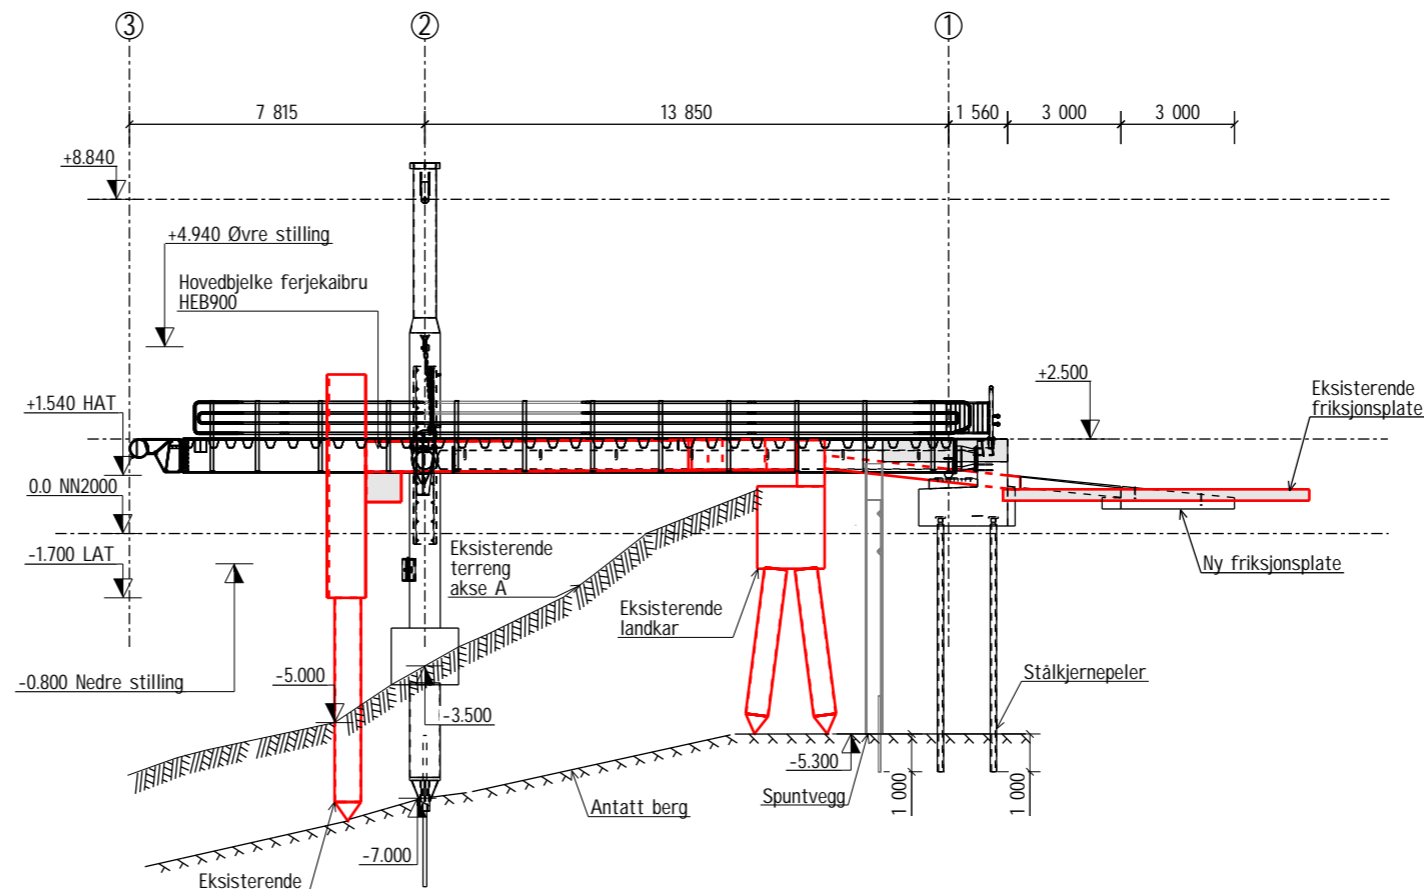 3
2
1
7 815
13 850
1 560
3 000
3 000
+8.840
+4.940 Øvre stilling
Hovedbjelke ferjekaibru
HEB900
+2.500
Eksisterende
friksjonsplate
+1.540 HAT
0.0 NN2000
-1.700 LAT
Eksisterende
terreng
akse A
Ny friksjonsplate
Eksisterende
landkar
-0.800 Nedre stilling
-5.000
Stålkjernepeler
-3.500
-5.300
Spuntvegg
1 000
1 000
Antatt berg
-7.000
Eksisterende